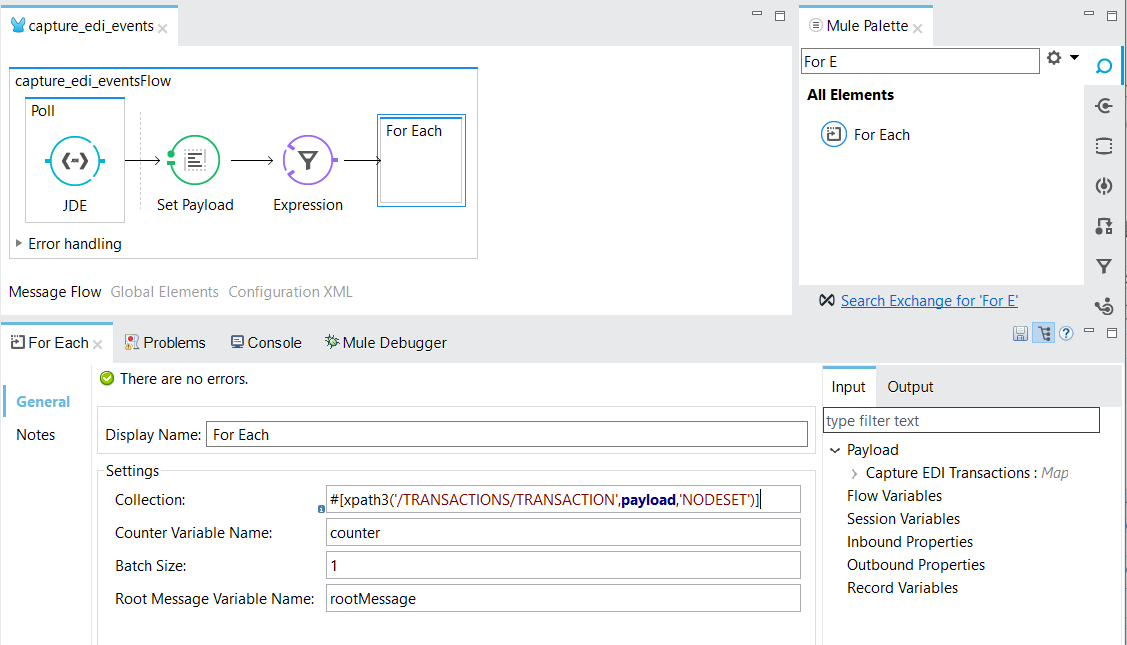 capture_edi_events
Mule Palette
For E
All Elements
For Each
Search Exchange for 'For E'
capture_edi_eventsFlow
Poll
For Each
JDE
Set Payload
Expression
Error handling
Message Flow Global Elements Configuration XML
For Each Problems Console Mule Debugger
There are no errors.
General
Notes
Display Name: For Each
Settings
Collection: #[xpath3('/TRANSACTIONS/TRANSACTION',payload,'NODESET')]
Counter Variable Name: counter
Batch Size: 1
Root Message Variable Name: rootMessage
Input Output
type filter text
Payload
Capture EDI Transactions : Map
Flow Variables
Session Variables
Inbound Properties
Outbound Properties
Record Variables